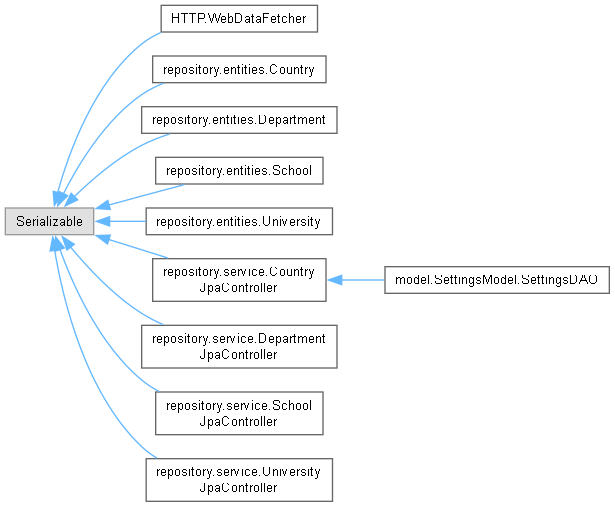 HTTP.WebDataFetcher
repository.entities.Country
repository.entities.Department
repository.entities.School
Serializable
repository.entities.University
repository.service.Country
JpaController
model.SettingsModel.SettingsDAO
repository.service.Department
JpaController
repository.service.School
JpaController
repository.service.University
JpaController